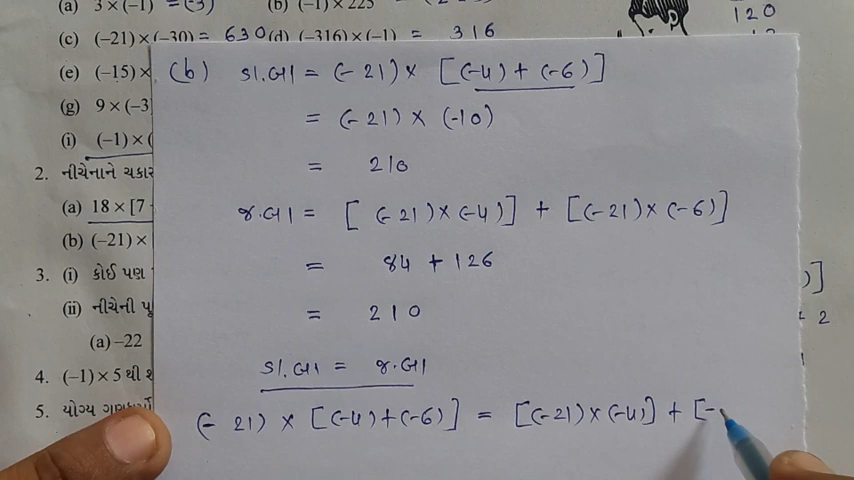 (a) 3×(−1) = (-3) (b) (−1)×225
120
(c) (−21)×(−30) = 630 (d) (−316)×(−1) = 316
(e) (−15)×
(g) 9×(−3
(i) (−1)×(
2. નીચેનાને ચકાસ
(a) 18×[7
(b) (−21)×
3. (i) કોઈ પણ
(ii) નીચેની પૂ
(a) −22
4. (−1)×5 થી શ
5. યોગ્ય ગુણધર્મો
(b) ડા.બા = (-21) × [(-4) + (-6)]
= (-21) × (-10)
= 210
જ.બા = [(-21)×(-4)] + [(-21)×(-6)]
= 84 + 126
= 210
ડા.બા = જ.બા
(-21) × [(-4)+(-6)] = [(-21)×(-4)] + [-
)]
2